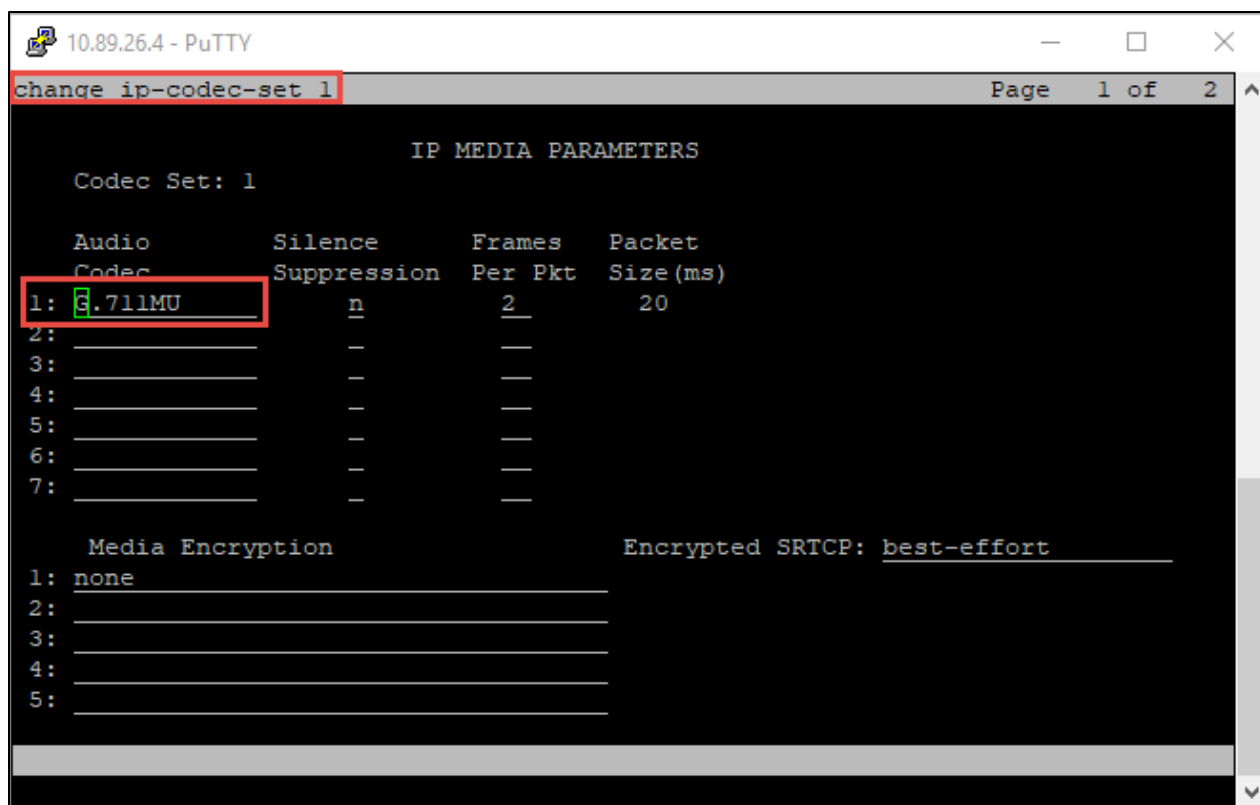 10.89.26.4 - PuTTY
change ip-codec-set 1 Page 1 of 2
IP MEDIA PARAMETERS
Codec Set: 1
Audio Silence Frames Packet
Codec Suppression Per Pkt Size(ms)
1: G.711MU n 2 20
2:
3:
4:
5:
6:
7:
Media Encryption Encrypted SRTCP: best-effort
1: none
2:
3:
4:
5: